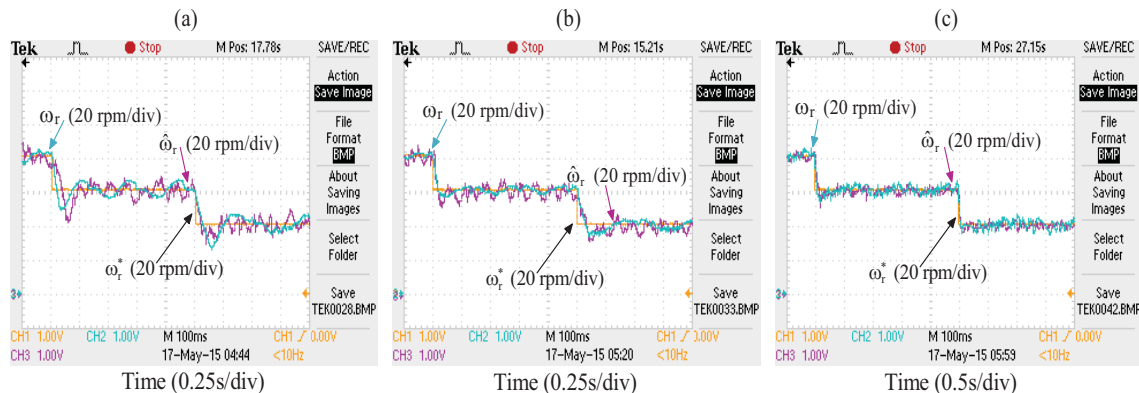 (a)
Tek
Stop
M Pos: 17.78s
SAVE/REC
Action
Save Image
File
Format
BMP
About
Saving
Images
Select
Folder
Save
TEK0028.BMP
ωr (20 rpm/div)
ω̂r (20 rpm/div)
ωr* (20 rpm/div)
CH1 1.00V CH2 1.00V M 100ms CH1 / 0.00V
CH3 1.00V 17-May-15 04:44 <10Hz
Time (0.25s/div)
(b)
Tek
Stop
M Pos: 15.21s
SAVE/REC
Action
Save Image
File
Format
BMP
About
Saving
Images
Select
Folder
Save
TEK0033.BMP
ωr (20 rpm/div)
ω̂r (20 rpm/div)
ωr* (20 rpm/div)
CH1 1.00V CH2 1.00V M 100ms CH1 / 0.00V
CH3 1.00V 17-May-15 05:20 <10Hz
Time (0.25s/div)
(c)
Tek
Stop
M Pos: 27.15s
SAVE/REC
Action
Save Image
File
Format
BMP
About
Saving
Images
Select
Folder
Save
TEK0042.BMP
ωr (20 rpm/div)
ω̂r (20 rpm/div)
ωr* (20 rpm/div)
CH1 1.00V CH2 1.00V M 100ms CH1 / 0.00V
CH3 1.00V 17-May-15 05:59 <10Hz
Time (0.5s/div)